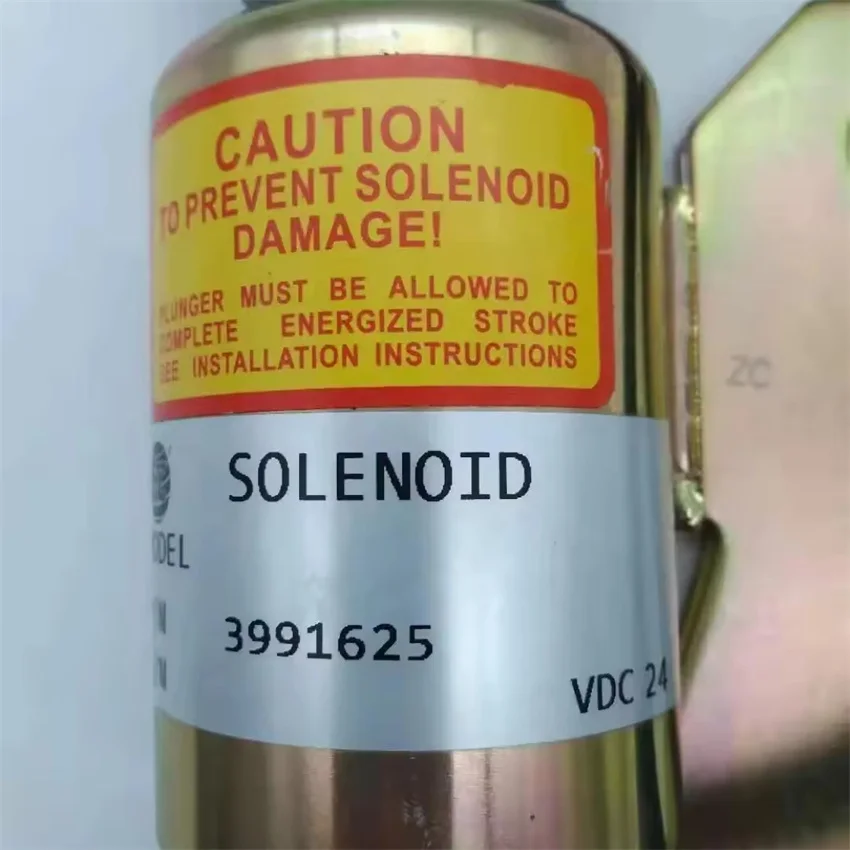 CAUTION
TO PREVENT SOLENOID
DAMAGE!
PLUNGER MUST BE ALLOWED TO
COMPLETE ENERGIZED STROKE
SEE INSTALLATION INSTRUCTIONS
SOLENOID
MODEL
3991625
VDC 24
ZC